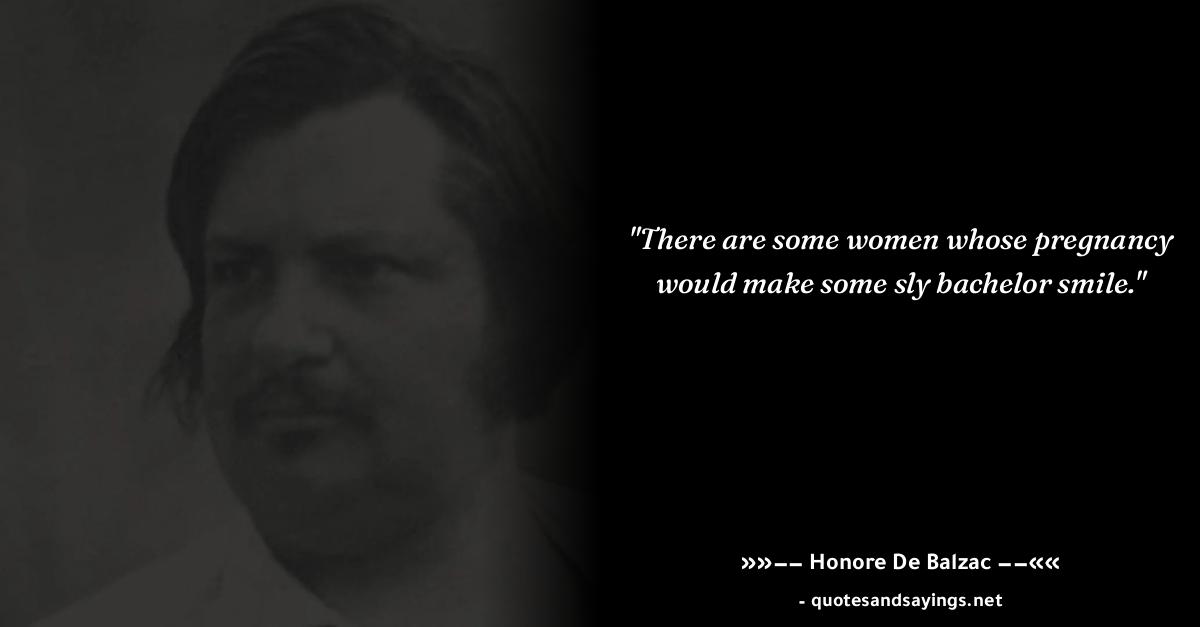 "There are some women whose pregnancy
would make some sly bachelor smile."
»»–– Honore De Balzac ––««
- quotesandsayings.net